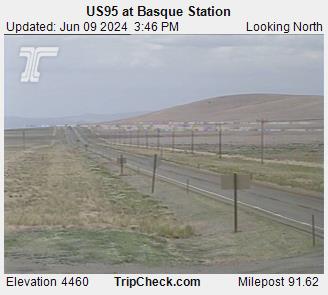 US95 at Basque Station
Updated: Jun 09 2024 3:46 PM
Looking North
Elevation 4460
TripCheck.com
Milepost 91.62